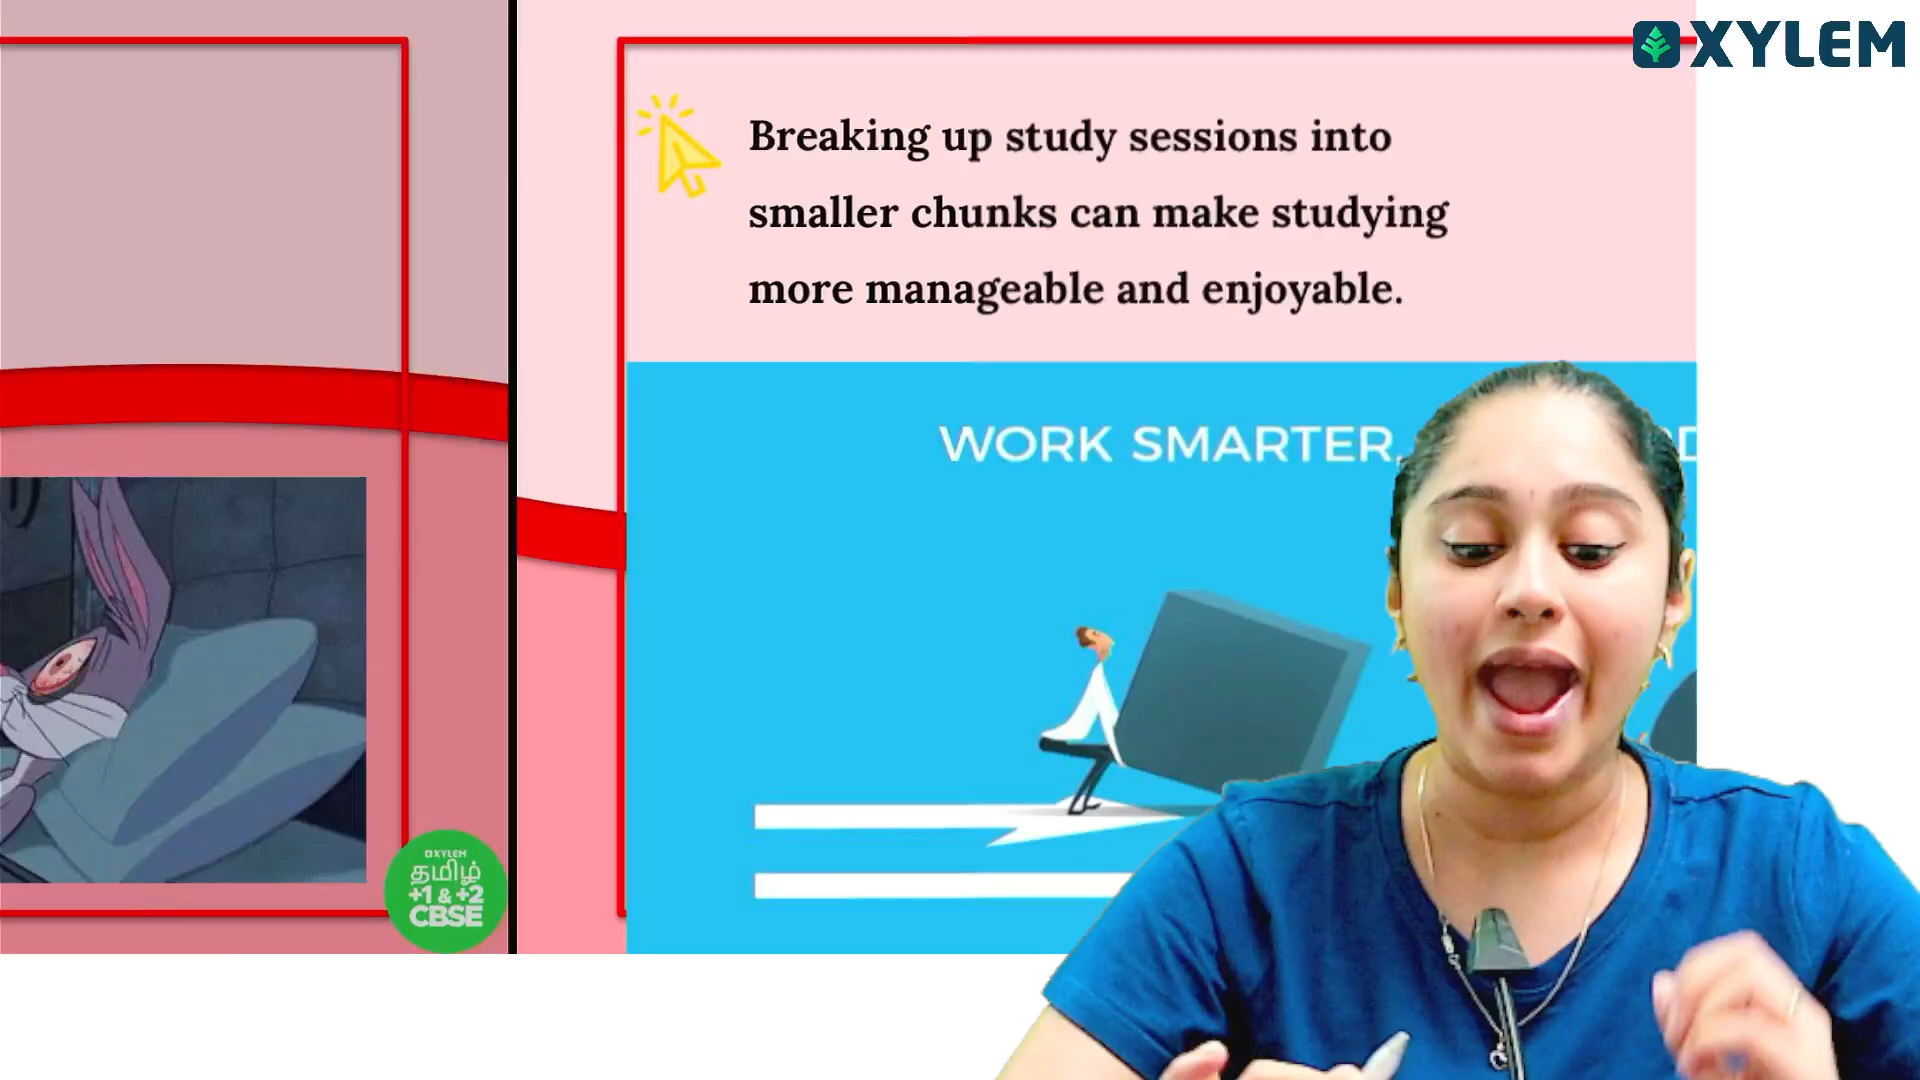 XYLEM
Breaking up study sessions into
smaller chunks can make studying
more manageable and enjoyable.
WORK SMARTER,
XYLEM
தமிழ்
+1 & +2
CBSE